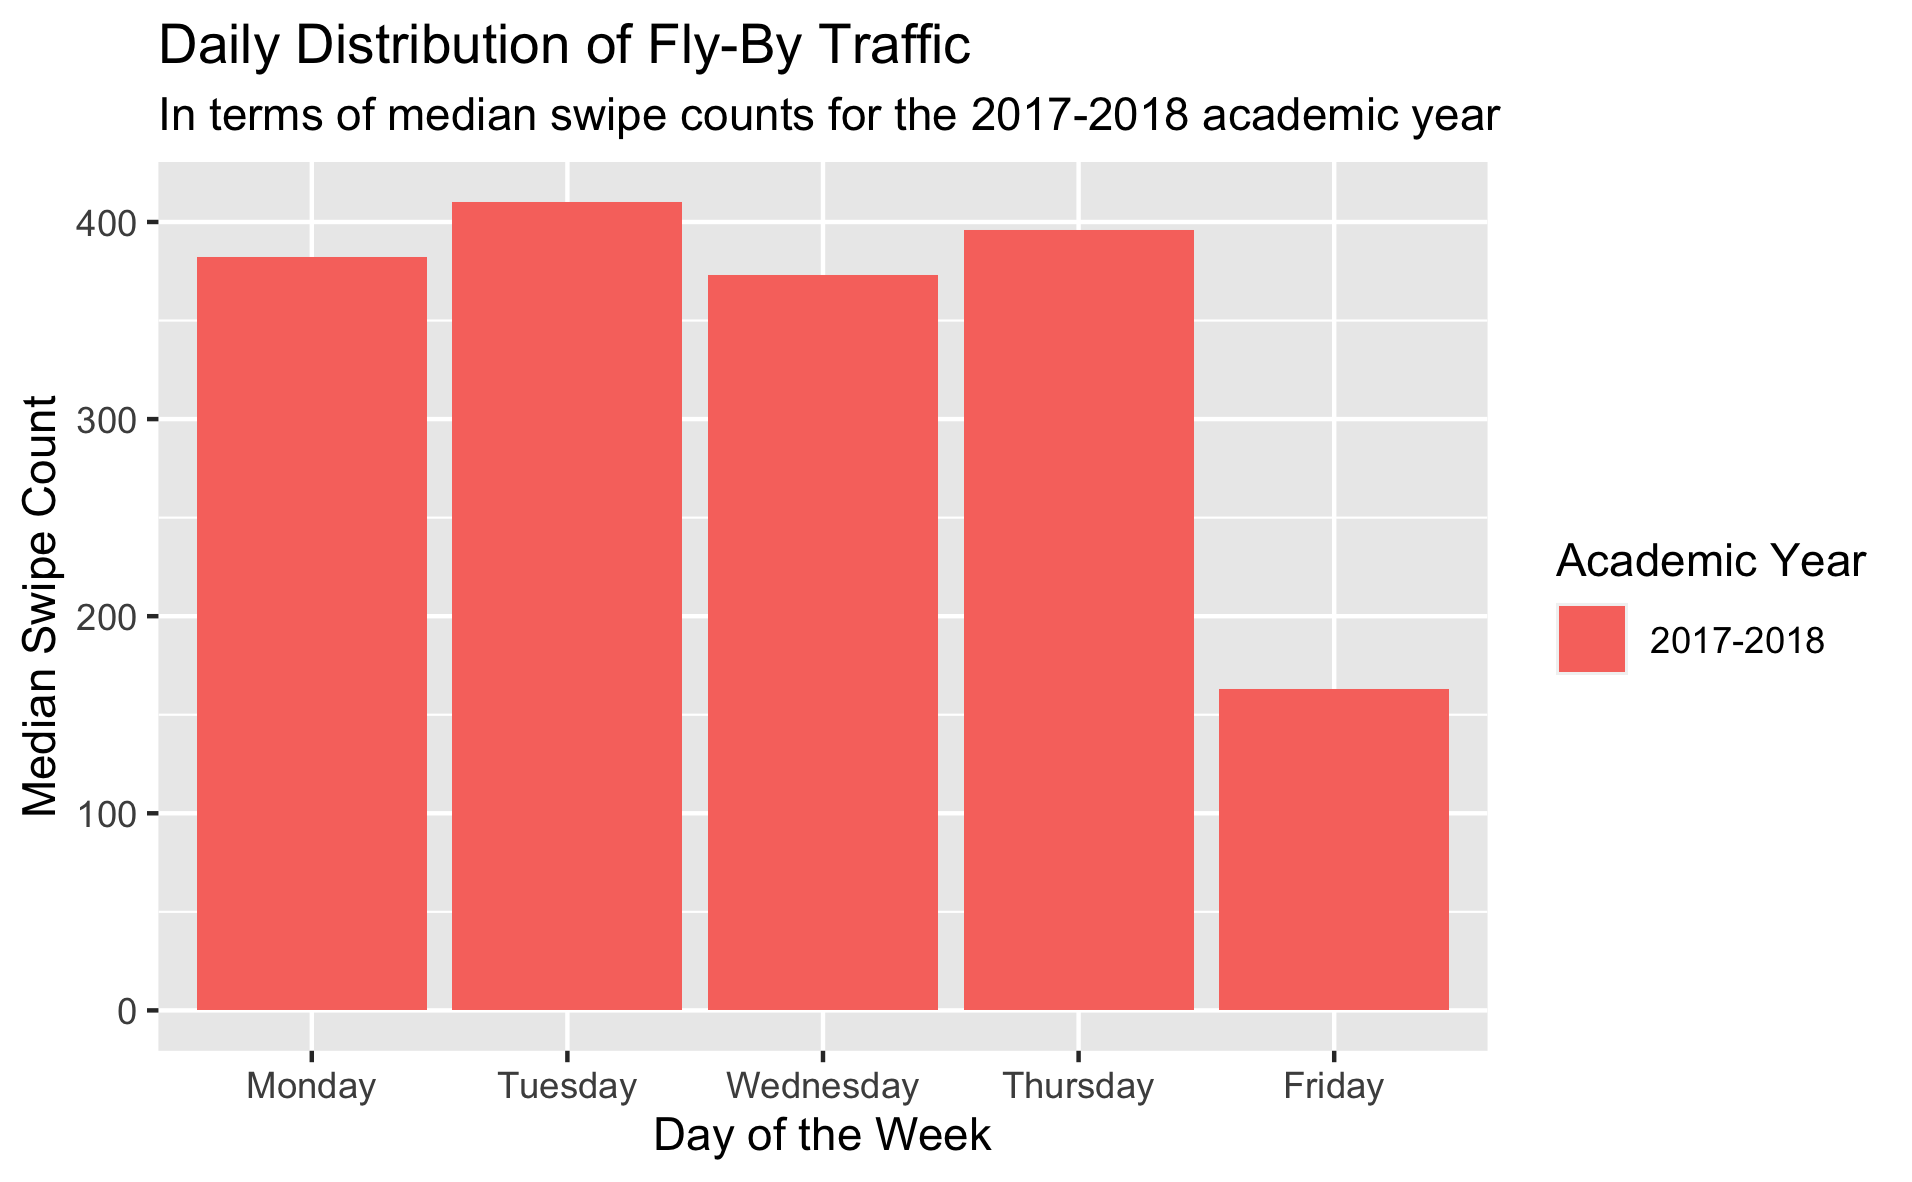 Daily Distribution of Fly-By Traffic
In terms of median swipe counts for the 2017-2018 academic year
Median Swipe Count
400
300
200
100
0
Monday Tuesday Wednesday Thursday Friday
Day of the Week
Academic Year
2017-2018